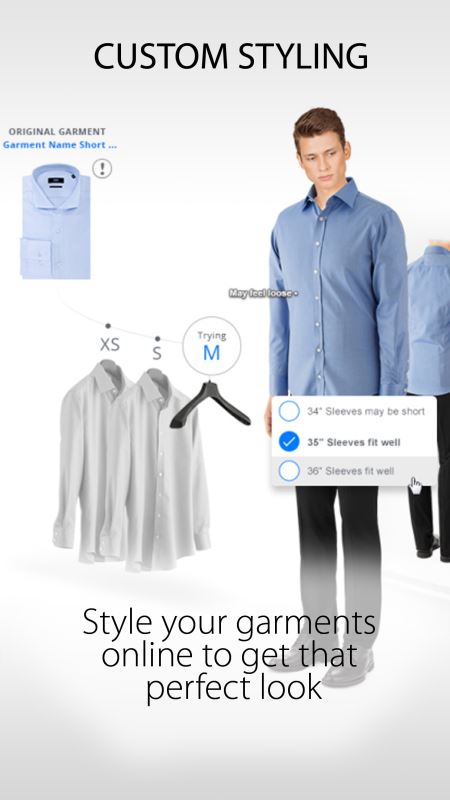 CUSTOM STYLING
ORIGINAL GARMENT
Garment Name Short ...
May feel loose •
Trying
XS
S
M
34" Sleeves may be short
35" Sleeves fit well
36" Sleeves fit well
Style your garments
online to get that
perfect look